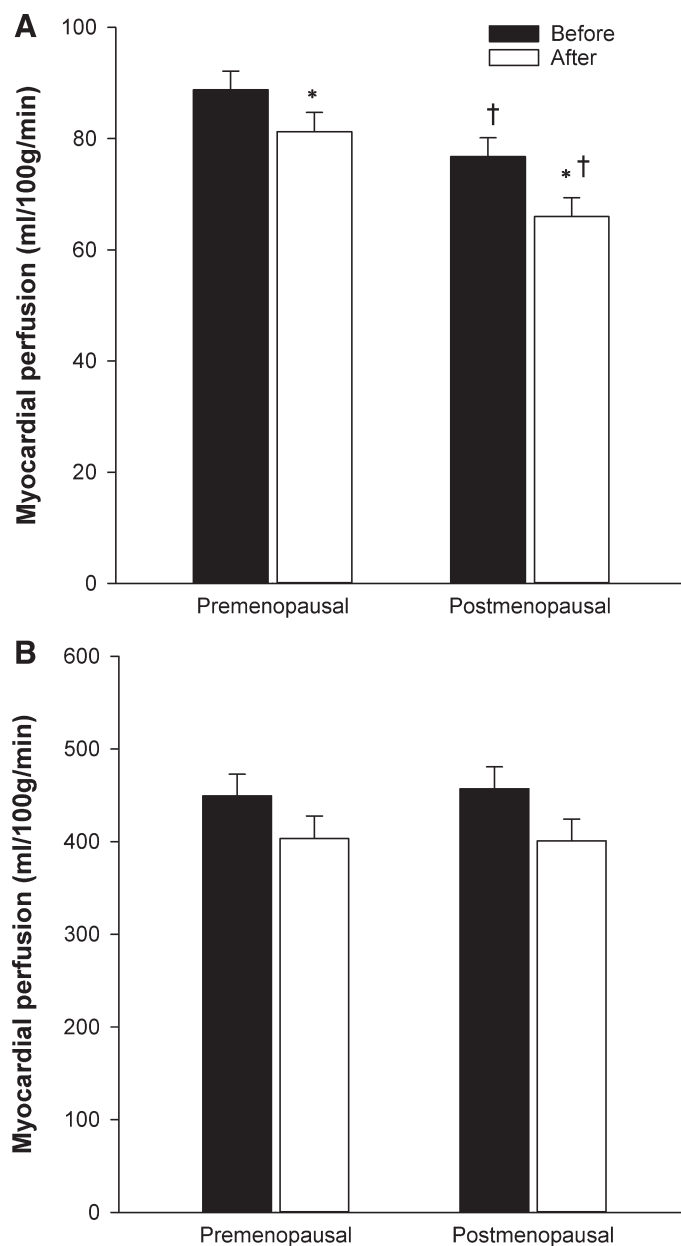 A
100
80
60
40
20
0
Myocardial perfusion (ml/100g/min)
Before
After
*
†
* †
Premenopausal Postmenopausal
B
600
500
400
300
200
100
0
Myocardial perfusion (ml/100g/min)
Premenopausal Postmenopausal